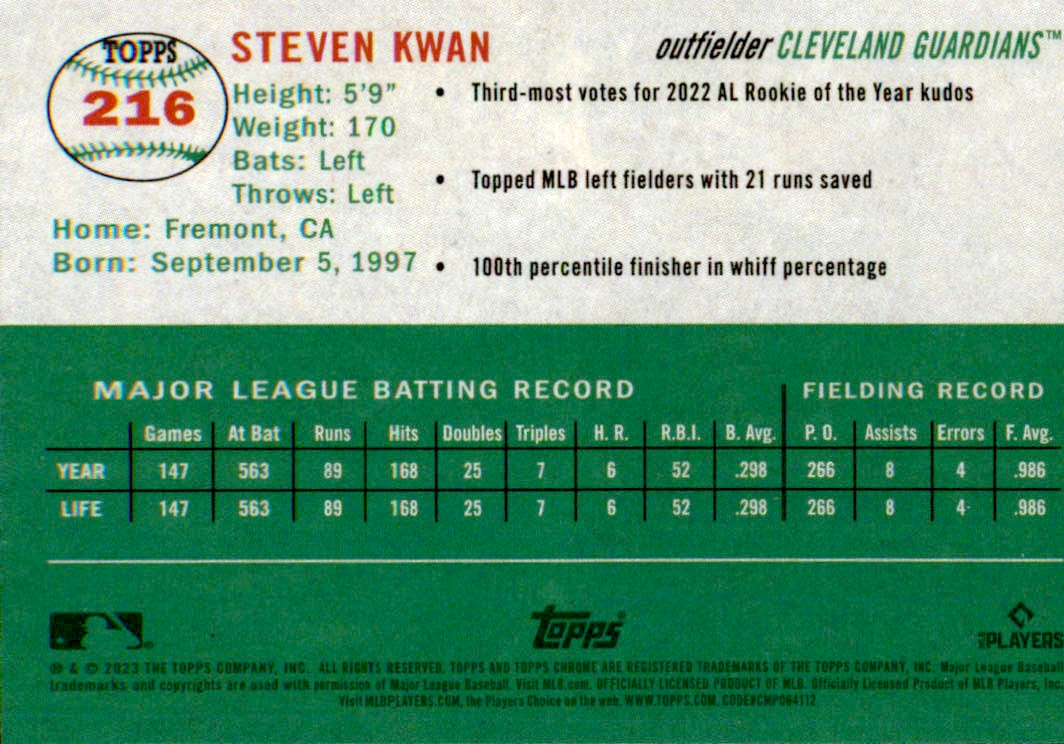 TOPPS
216
STEVEN KWAN
outfielder CLEVELAND GUARDIANS™
Height: 5'9"
Weight: 170
Bats: Left
Throws: Left
Home: Fremont, CA
Born: September 5, 1997
• Third-most votes for 2022 AL Rookie of the Year kudos
• Topped MLB left fielders with 21 runs saved
• 100th percentile finisher in whiff percentage
MAJOR LEAGUE BATTING RECORD FIELDING RECORD
Games At Bat Runs Hits Doubles Triples H. R. R.B.I. B. Avg. P. O. Assists Errors F. Avg.
YEAR 147 563 89 168 25 7 6 52 .298 266 8 4 .986
LIFE 147 563 89 168 25 7 6 52 .298 266 8 4 .986
topps®
PLAYERS
® & © 2023 THE TOPPS COMPANY, INC. ALL RIGHTS RESERVED. TOPPS AND TOPPS CHROME ARE REGISTERED TRADEMARKS OF THE TOPPS COMPANY, INC. Major League Baseball
trademarks and copyrights are used with permission of Major League Baseball. Visit MLB.com. OFFICIALLY LICENSED PRODUCT OF MLB. Officially Licensed Product of MLB Players, Inc.
Visit MLBPLAYERS.COM, the Players Choice on the web. WWW.TOPPS.COM. CODE#CMP064112